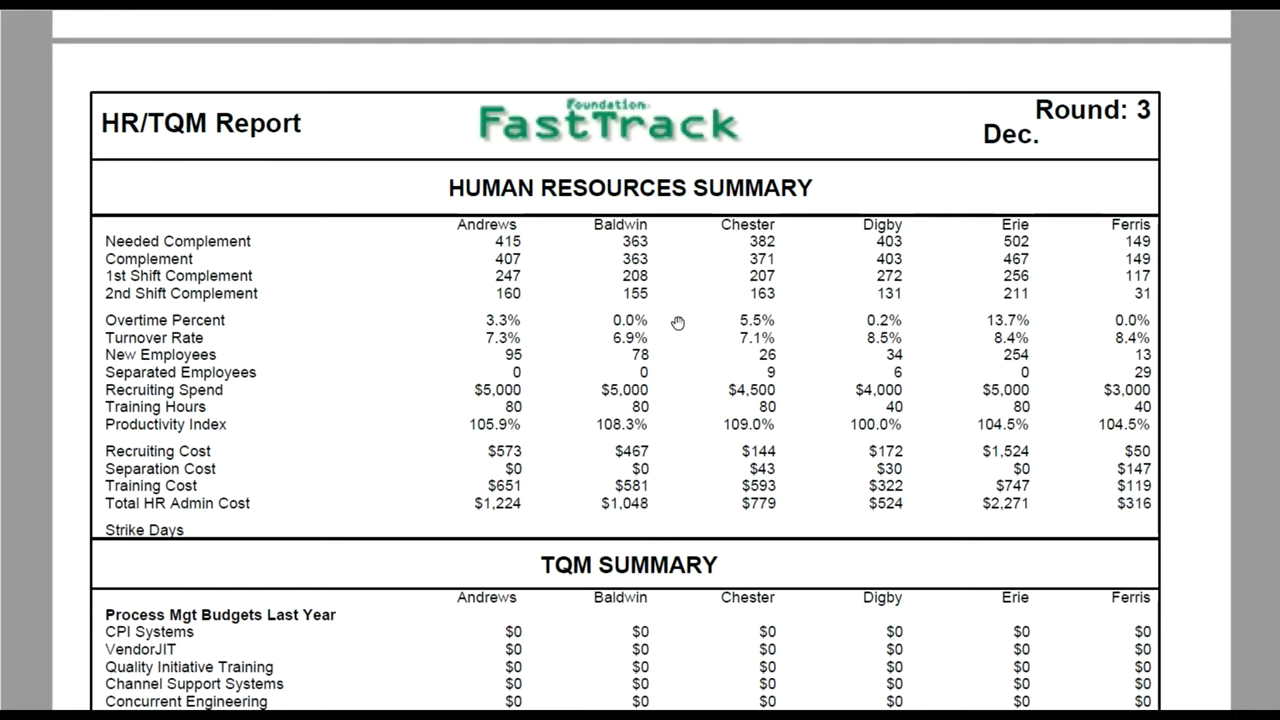 HR/TQM Report
Foundation
FastTrack
Round: 3
Dec.
HUMAN RESOURCES SUMMARY
Andrews Baldwin Chester Digby Erie Ferris
Needed Complement 415 363 382 403 502 149
Complement 407 363 371 403 467 149
1st Shift Complement 247 208 207 272 256 117
2nd Shift Complement 160 155 163 131 211 31
Overtime Percent 3.3% 0.0% 5.5% 0.2% 13.7% 0.0%
Turnover Rate 7.3% 6.9% 7.1% 8.5% 8.4% 8.4%
New Employees 95 78 26 34 254 13
Separated Employees 0 0 9 6 0 29
Recruiting Spend $5,000 $5,000 $4,500 $4,000 $5,000 $3,000
Training Hours 80 80 80 40 80 40
Productivity Index 105.9% 108.3% 109.0% 100.0% 104.5% 104.5%
Recruiting Cost $573 $467 $144 $172 $1,524 $50
Separation Cost $0 $0 $43 $30 $0 $147
Training Cost $651 $581 $593 $322 $747 $119
Total HR Admin Cost $1,224 $1,048 $779 $524 $2,271 $316
Strike Days
TQM SUMMARY
Andrews Baldwin Chester Digby Erie Ferris
Process Mgt Budgets Last Year
CPI Systems $0 $0 $0 $0 $0 $0
VendorJIT $0 $0 $0 $0 $0 $0
Quality Initiative Training $0 $0 $0 $0 $0 $0
Channel Support Systems $0 $0 $0 $0 $0 $0
Concurrent Engineering $0 $0 $0 $0 $0 $0